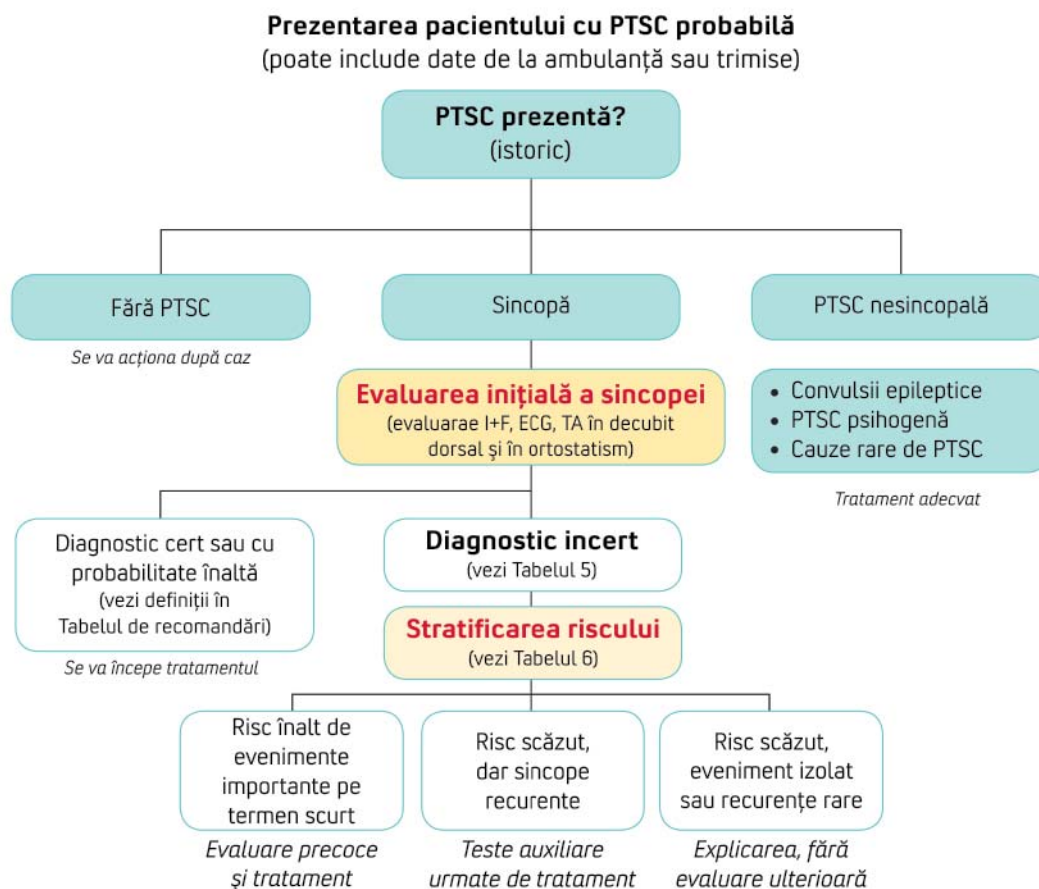 Prezentarea pacientului cu PTSC probabilă
(poate include date de la ambulanță sau trimise)
PTSC prezentă?
(istoric)
Fără PTSC
Se va acționa după caz
Sincopă
PTSC nesincopală
Evaluarea inițială a sincopei
(evaluarae I+F, ECG, TA în decubit
dorsal și în ortostatism)
• Convulsii epileptice
• PTSC psihogenă
• Cauze rare de PTSC
Tratament adecvat
Diagnostic cert sau cu
probabilitate înaltă
(vezi definiții în
Tabelul de recomandări)
Se va începe tratamentul
Diagnostic incert
(vezi Tabelul 5)
Stratificarea riscului
(vezi Tabelul 6)
Risc înalt de
evenimente
importante pe
termen scurt
Evaluare precoce
și tratament
Risc scăzut,
dar sincope
recurente
Teste auxiliare
urmate de tratament
Risc scăzut,
eveniment izolat
sau recurențe rare
Explicarea, fără
evaluare ulterioară